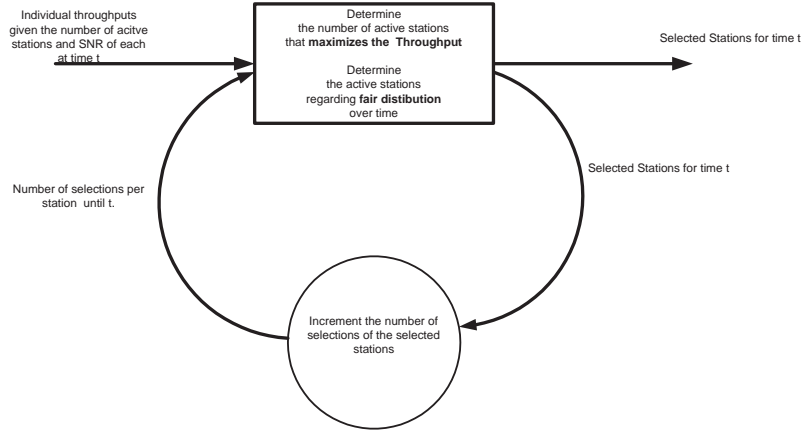 Individual throughputs
given the number of acitve
stations and SNR of each
at time t
Determine
the number of active stations
that maximizes the Throughput
Determine
the active stations
regarding fair distibution
over time
Selected Stations for time t
Selected Stations for time t
Number of selections per
station until t.
Increment the number of
selections of the selected
stations